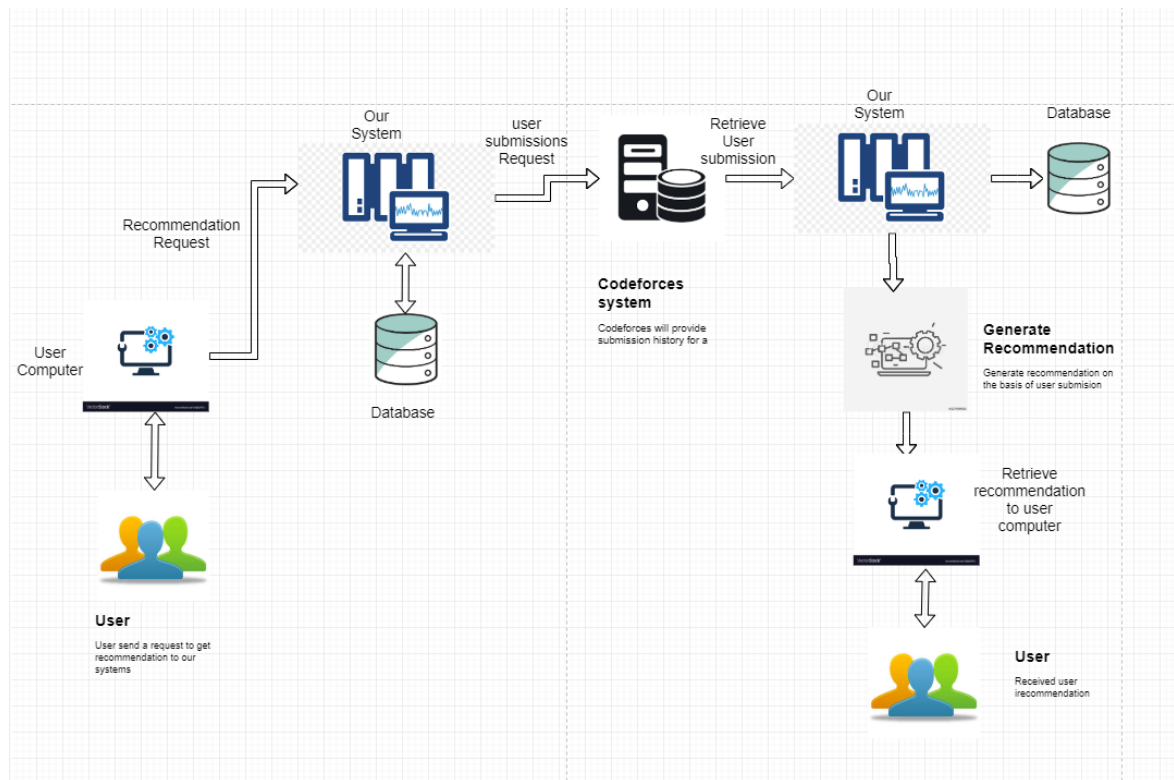 Our
System
Recommendation
Request
User
Computer
VectorStock
Database
User
User send a request to get
recommendation to our
systems
user
submissions
Request
Codeforces
system
Codeforces will provide
submission history for a
Retrieve
User
submission
Our
System
Database
Generate
Recommendation
Generate recommendation on
the basis of user submision
Retrieve
recommendation
to user
computer
VectorStock
User
Received user
irecommendation